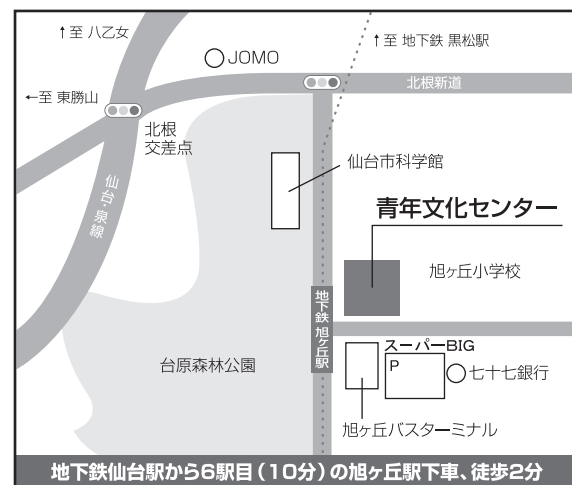 ↑至 八乙女
JOMO
↑至 地下鉄 黒松駅
北根新道
←至 東勝山
北根
交差点
仙台市科学館
仙台・泉線
青年文化センター
旭ヶ丘小学校
地下鉄 旭ヶ丘駅
スーパーBIG
P
七十七銀行
台原森林公園
旭ヶ丘バスターミナル
地下鉄仙台駅から6駅目（10分）の旭ヶ丘駅下車、徒歩2分